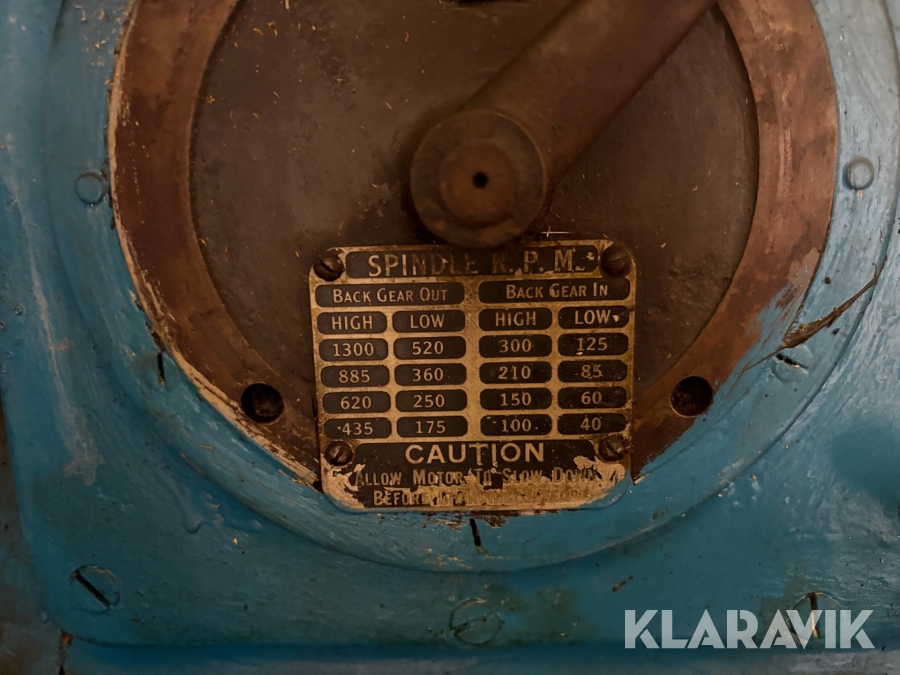 SPINDLE R. P. M.
BACK GEAR OUT BACK GEAR IN
HIGH LOW HIGH LOW
1300 520 300 125
885 360 210 85
620 250 150 60
435 175 100 40
CAUTION
ALLOW MOTOR TO SLOW DOWN
BEFORE
KLARAVIK